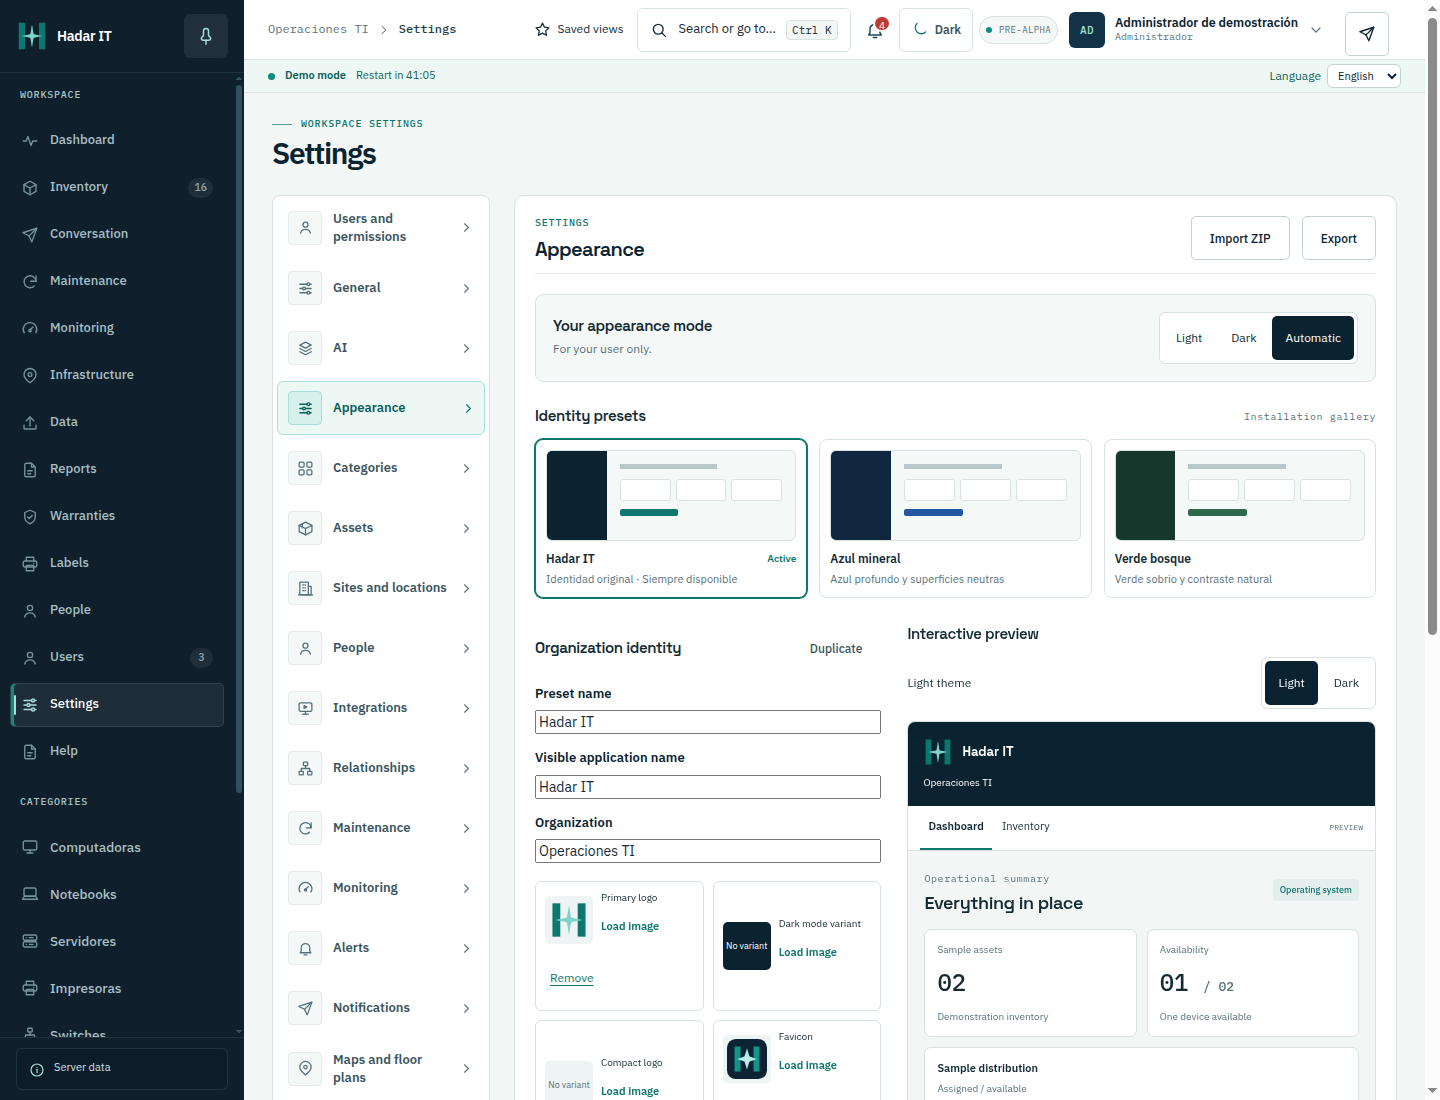 Hadar IT
WORKSPACE
Dashboard
Inventory 16
Conversation
Maintenance
Monitoring
Infrastructure
Data
Reports
Warranties
Labels
People
Users 3
Settings
Help
CATEGORIES
Computadoras
Notebooks
Servidores
Impresoras
Switches
Server data
Operaciones TI > Settings
Saved views
Search or go to... Ctrl K
4
Dark
PRE-ALPHA
AD
Administrador de demostración
Administrador
Demo mode Restart in 41:05
Language English
WORKSPACE SETTINGS
Settings
Users and
permissions
General
AI
Appearance
Categories
Assets
Sites and locations
People
Integrations
Relationships
Maintenance
Monitoring
Alerts
Notifications
Maps and floor
plans
SETTINGS
Appearance
Import ZIP
Export
Your appearance mode
For your user only.
Light Dark Automatic
Identity presets
Installation gallery
Hadar IT Active
Identidad original · Siempre disponible
Azul mineral
Azul profundo y superficies neutras
Verde bosque
Verde sobrio y contraste natural
Organization identity
Duplicate
Preset name
Hadar IT
Visible application name
Hadar IT
Organization
Operaciones TI
Primary logo
Load image
Remove
No variant
Dark mode variant
Load image
No variant
Compact logo
Load image
Favicon
Load image
Interactive preview
Light theme
Light Dark
Hadar IT
Operaciones TI
Dashboard Inventory PREVIEW
Operational summary
Everything in place
Operating system
Sample assets
02
Demonstration inventory
Availability
01 / 02
One device available
Sample distribution
Assigned / available